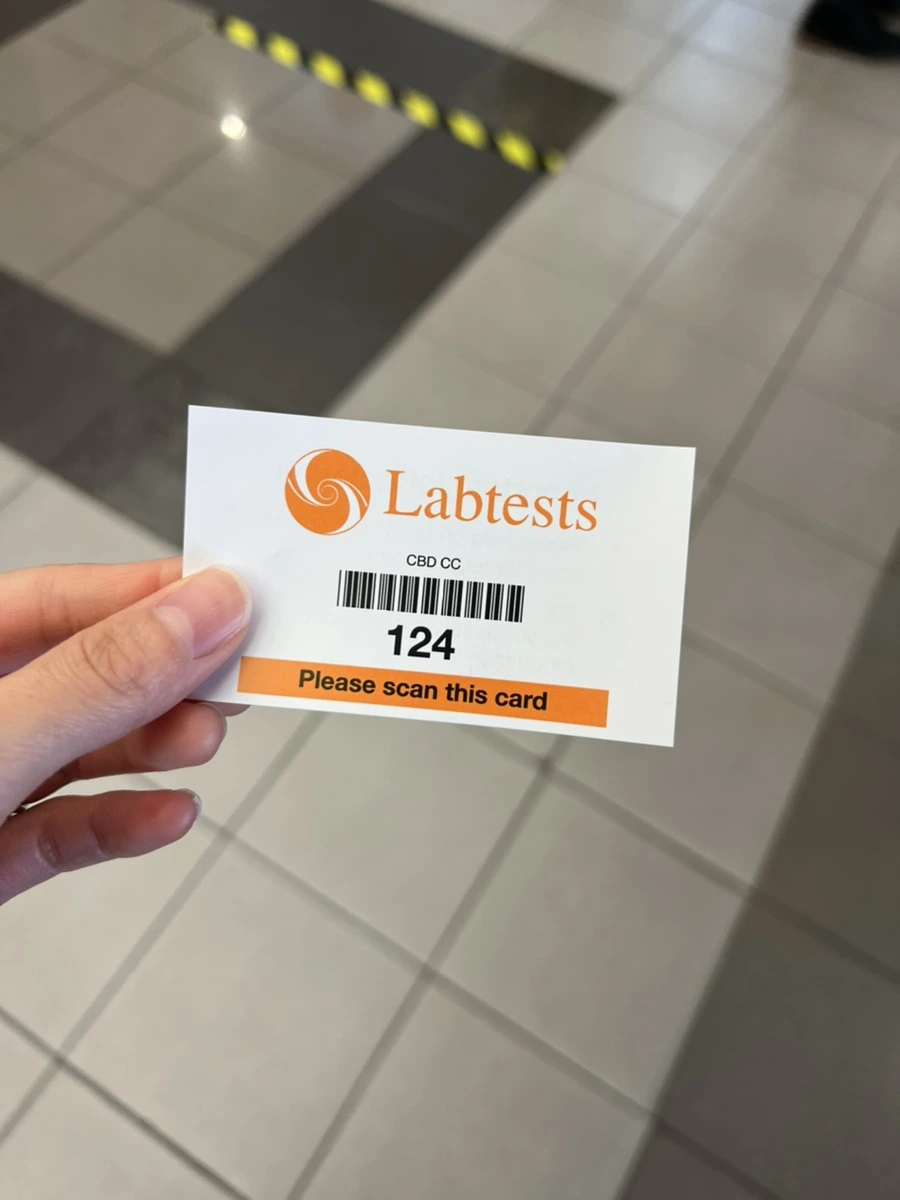 Labtests
CBD CC
124
Please scan this card